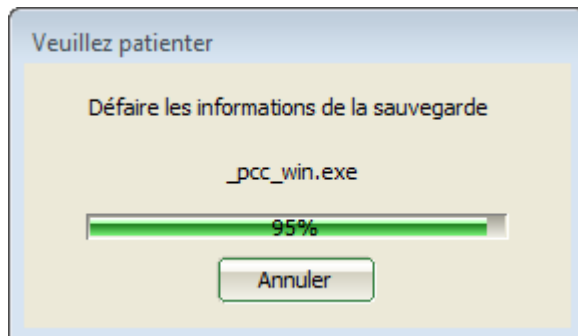 Veuillez patienter
Défaire les informations de la sauvegarde
_pcc_win.exe
95%
Annuler